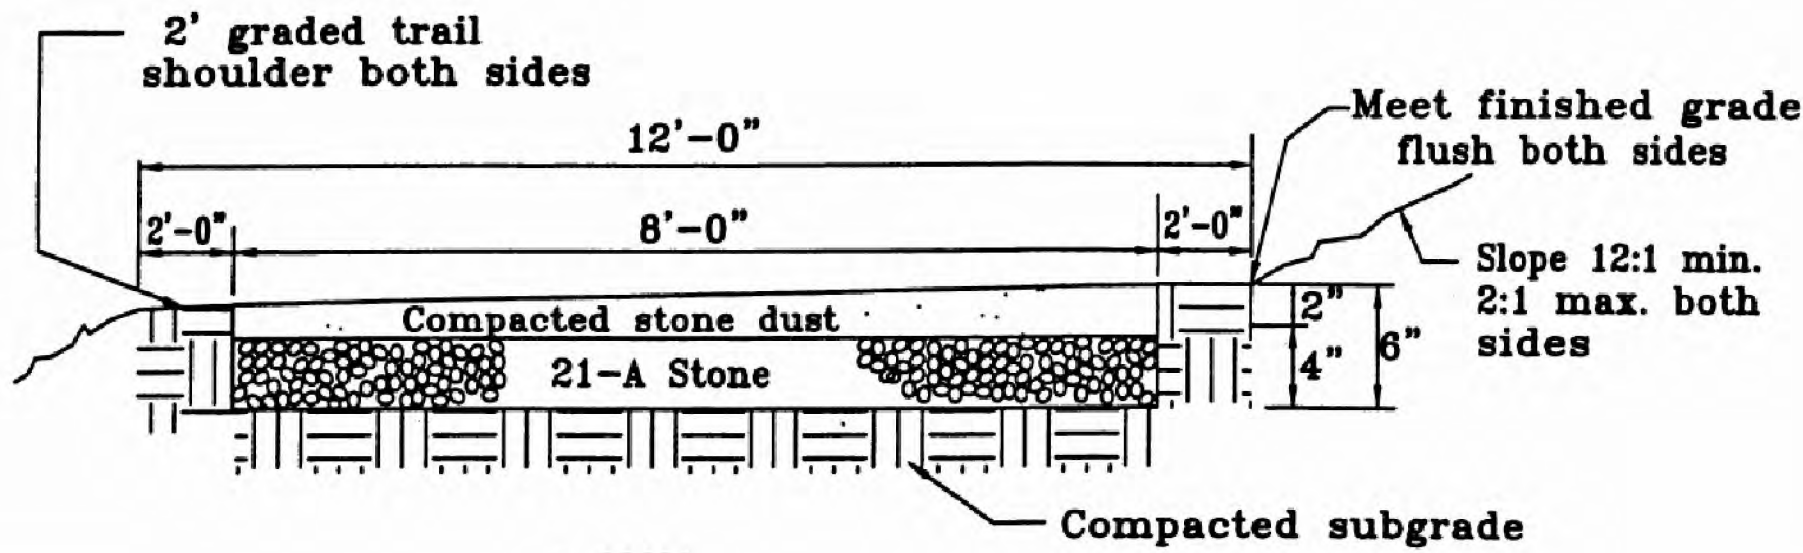 2' graded trail
shoulder both sides
12'-0"
Meet finished grade
flush both sides
2'-0"
8'-0"
2'-0"
Slope 12:1 min.
2:1 max. both
sides
2"
4"
6"
Compacted stone dust
21-A Stone
Compacted subgrade